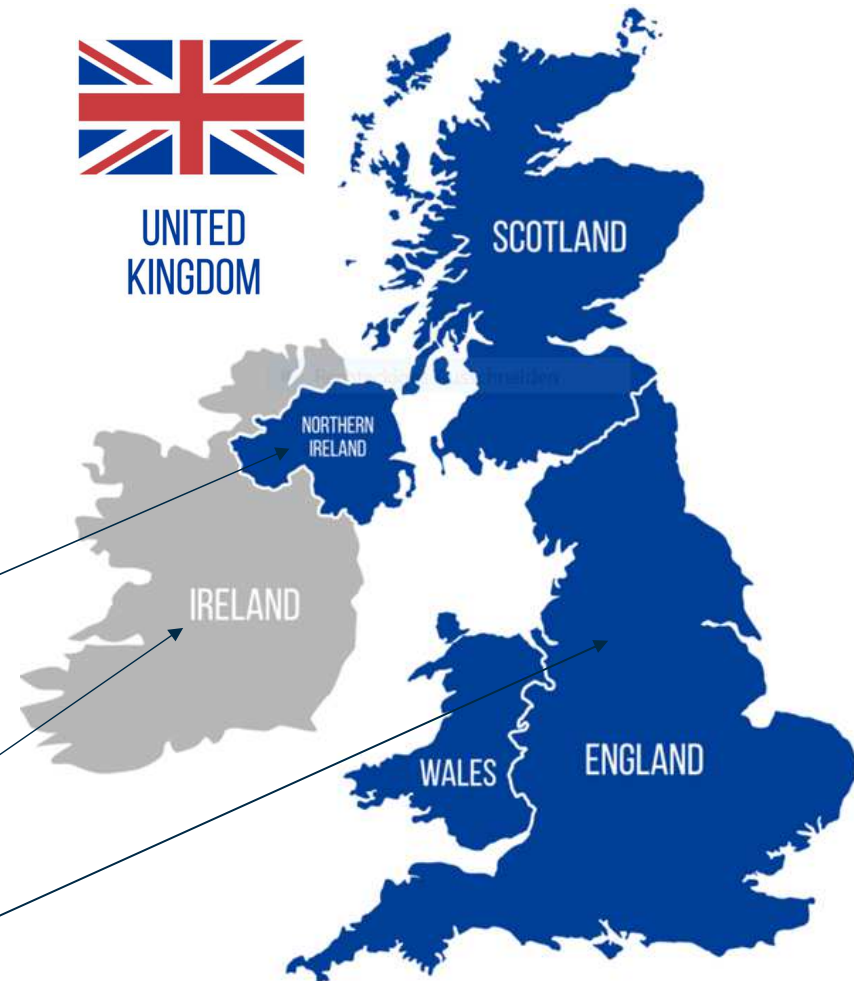 UNITED
KINGDOM
SCOTLAND
NORTHERN
IRELAND
IRELAND
WALES
ENGLAND